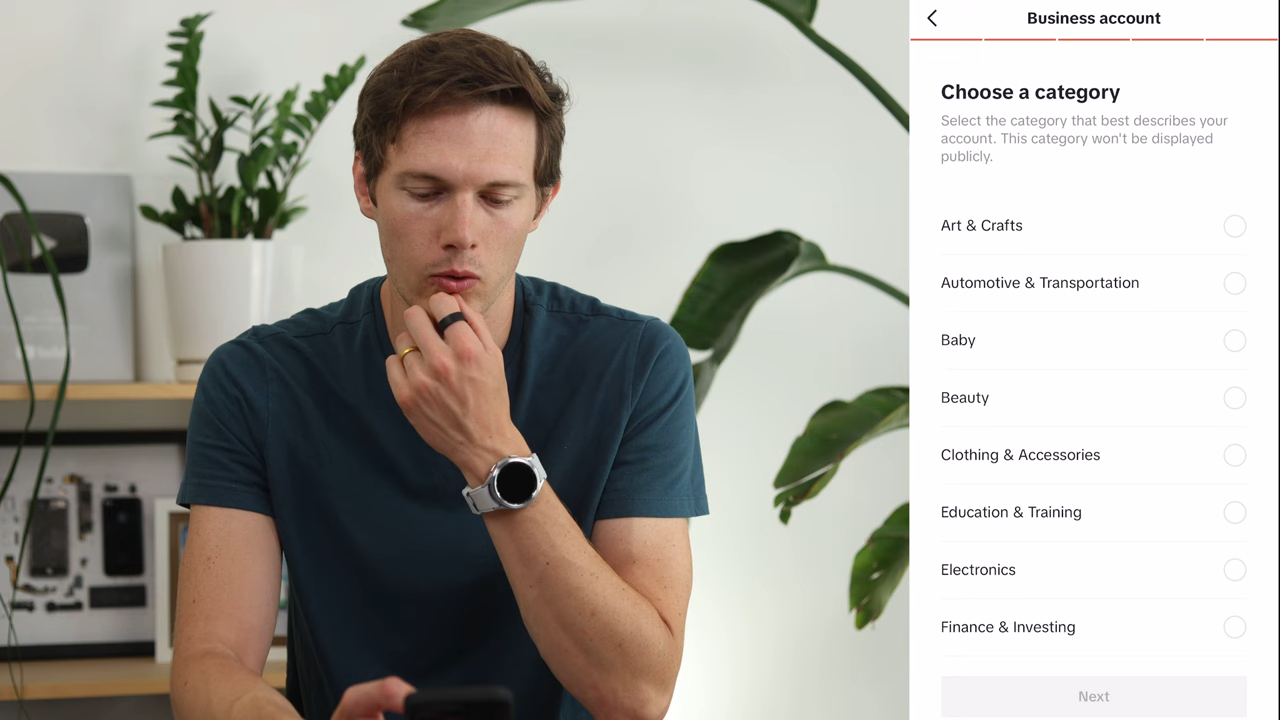 Business account
Choose a category
Select the category that best describes your
account. This category won't be displayed
publicly.
Art & Crafts
Automotive & Transportation
Baby
Beauty
Clothing & Accessories
Education & Training
Electronics
Finance & Investing
Next